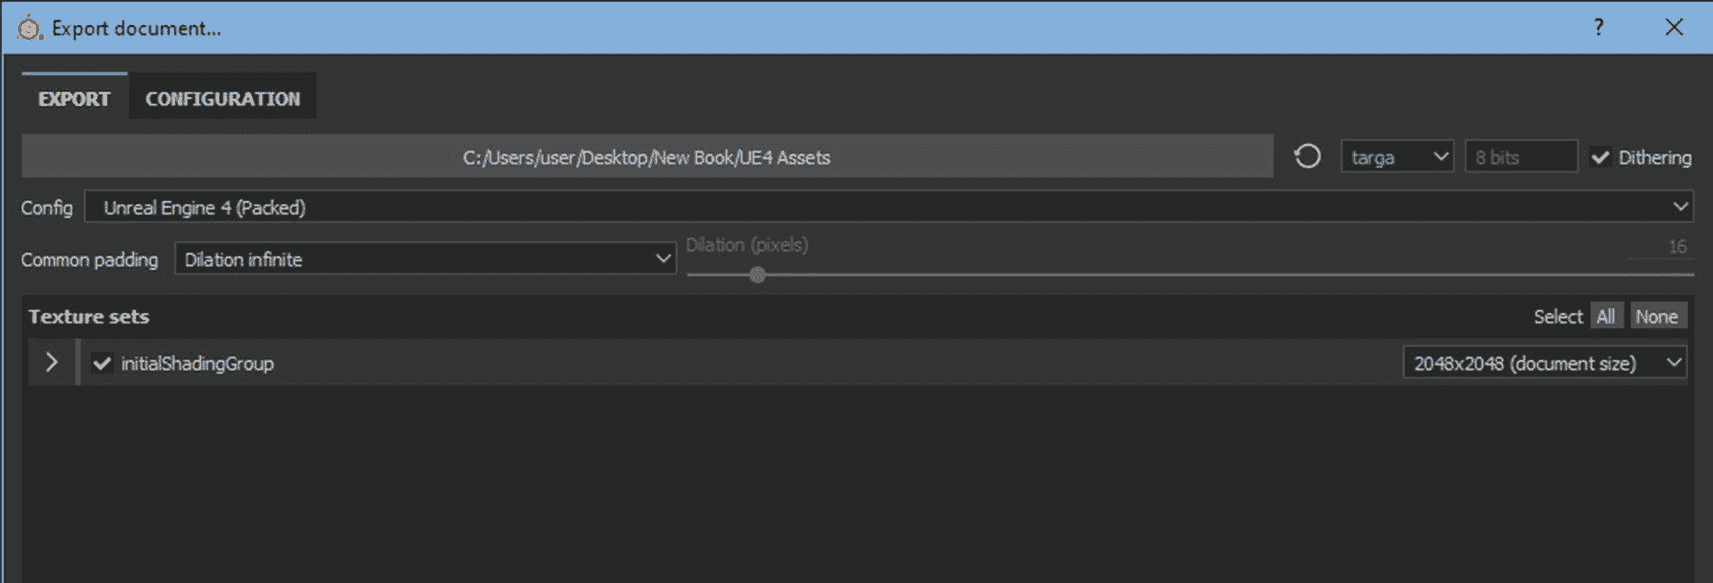 Export document... ?
EXPORT CONFIGURATION
C:/Users/user/Desktop/New Book/UE4 Assets targa 8 bits Dithering
Config Unreal Engine 4 (Packed)
Common padding Dilation infinite Dilation (pixels) 16
Texture sets Select All None
initialShadingGroup 2048x2048 (document size)